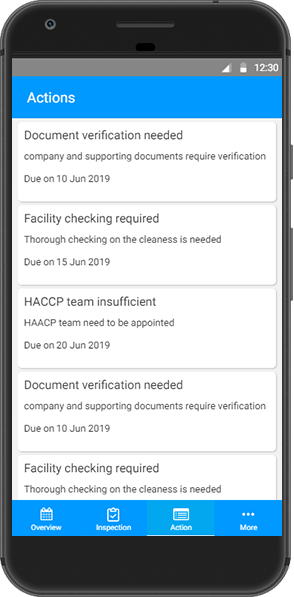 12:30
Actions
Document verification needed
company and supporting documents require verification
Due on 10 Jun 2019
Facility checking required
Thorough checking on the cleaness is needed
Due on 15 Jun 2019
HACCP team insufficient
HAACP team need to be appointed
Due on 20 Jun 2019
Document verification needed
company and supporting documents require verification
Due on 10 Jun 2019
Facility checking required
Thorough checking on the cleaness is needed
Overview Inspection Action More